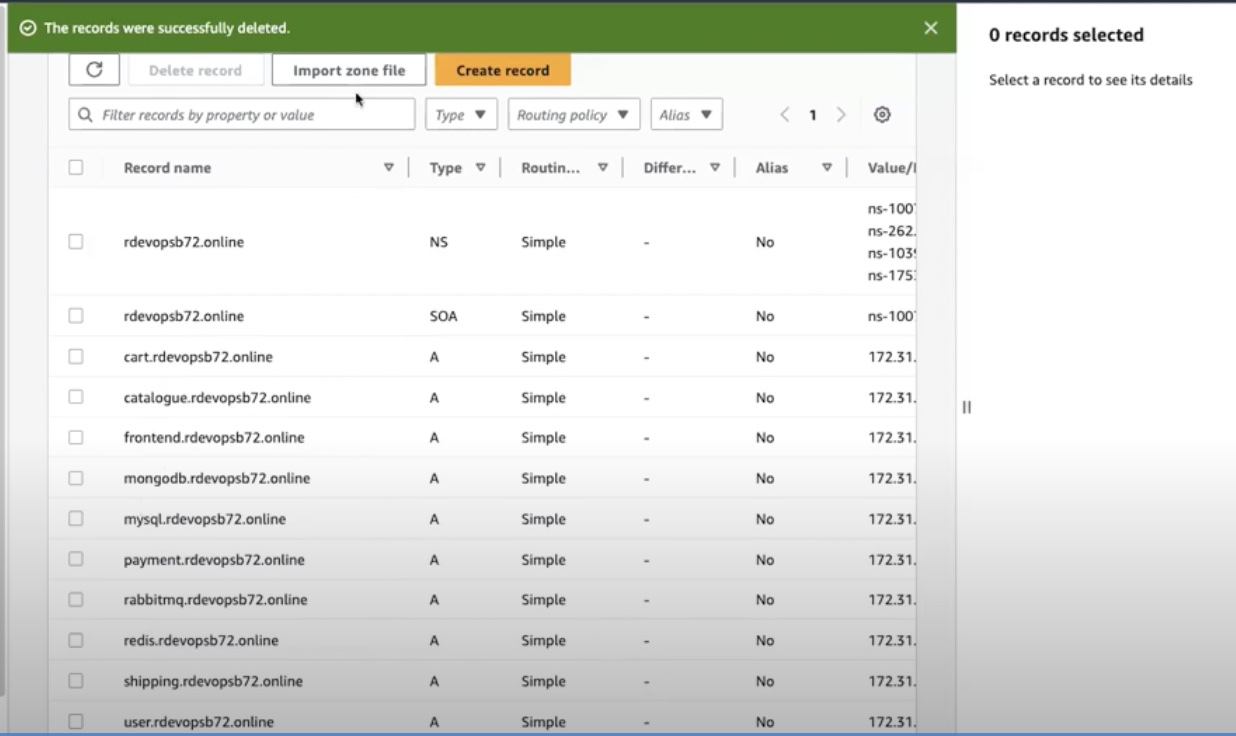 The records were successfully deleted.
0 records selected
Select a record to see its details
Delete record Import zone file Create record
Filter records by property or value Type Routing policy Alias 1
Record name Type Routin... Differ... Alias Value/
rdevopsb72.online NS Simple - No ns-100
ns-262.
ns-103
ns-175
rdevopsb72.online SOA Simple - No ns-100
cart.rdevopsb72.online A Simple - No 172.31.
catalogue.rdevopsb72.online A Simple - No 172.31.
frontend.rdevopsb72.online A Simple - No 172.31.
mongodb.rdevopsb72.online A Simple - No 172.31.
mysql.rdevopsb72.online A Simple - No 172.31.
payment.rdevopsb72.online A Simple - No 172.31.
rabbitmq.rdevopsb72.online A Simple - No 172.31.
redis.rdevopsb72.online A Simple - No 172.31.
shipping.rdevopsb72.online A Simple - No 172.31.
user.rdevopsb72.online A Simple - No 172.31.